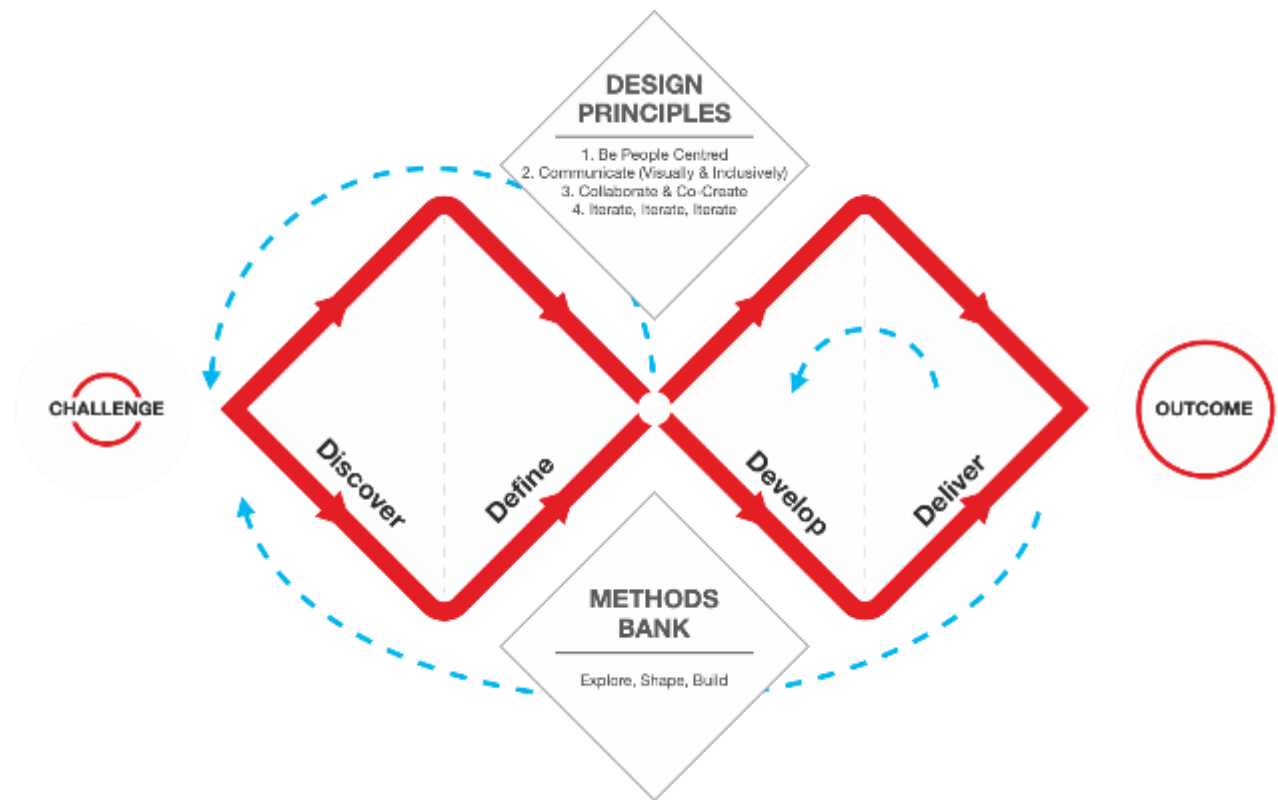 DESIGN
PRINCIPLES
1. Be People Centred
2. Communicate (Visually & Inclusively)
3. Collaborate & Co-Create
4. Iterate, Iterate, Iterate
CHALLENGE
Discover
Define
Develop
Deliver
OUTCOME
METHODS
BANK
Explore, Shape, Build